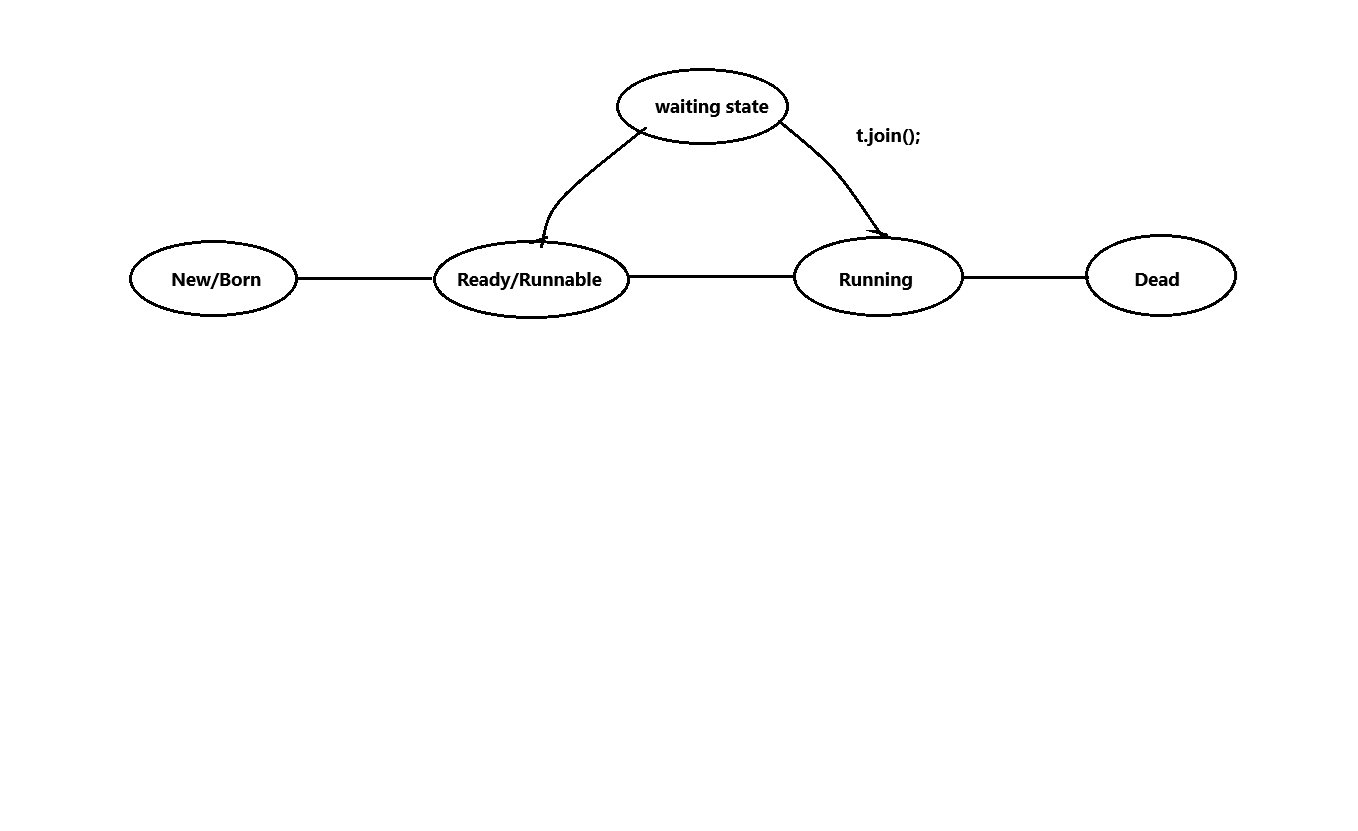 waiting state
t.join();
New/Born
Ready/Runnable
Running
Dead